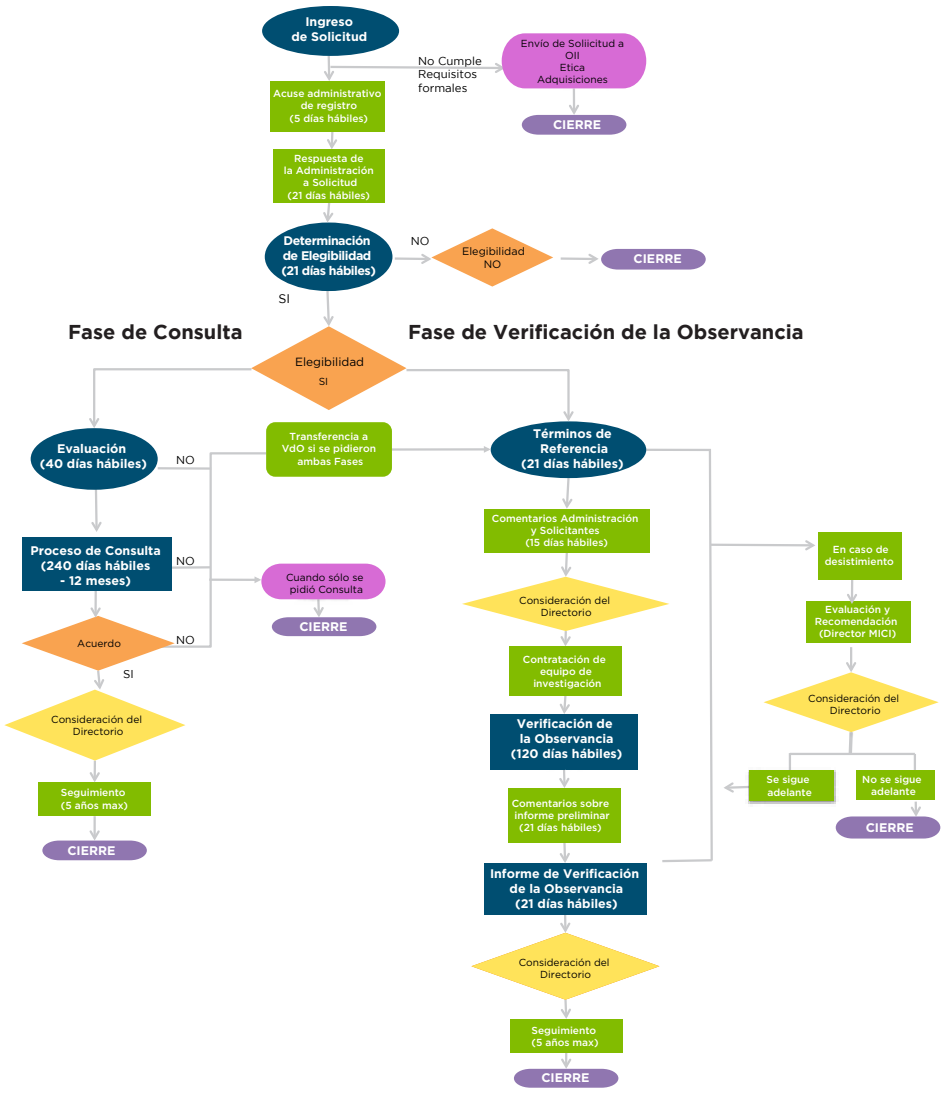 Ingreso
de Solicitud
No Cumple
Requisitos
formales
Envío de Soliicitud a
OII
Etica
Adquisiciones
CIERRE
Acuse administrativo
de registro
(5 días hábiles)
Respuesta de
la Administración
a Solicitud
(21 días hábiles)
Determinación
de Elegibilidad
(21 días hábiles)
NO
Elegibilidad
NO
CIERRE
SI
Fase de Consulta
Fase de Verificación de la Observancia
Elegibilidad
SI
Evaluación
(40 días hábiles)
NO
Transferencia a
VdO si se pidieron
ambas Fases
Términos de
Referencia
(21 días hábiles)
Proceso de Consulta
(240 días hábiles
- 12 meses)
NO
Cuando sólo se
pidió Consulta
CIERRE
Acuerdo
NO
SI
Consideración del
Directorio
Seguimiento
(5 años max)
CIERRE
Comentarios Administración
y Solicitantes
(15 días hábiles)
Consideración del
Directorio
Contratación de
equipo de
investigación
Verificación de
la Observancia
(120 días hábiles)
Comentarios sobre
informe preliminar
(21 días hábiles)
Informe de Verificación
de la Observancia
(21 días hábiles)
Consideración del
Directorio
Seguimiento
(5 años max)
CIERRE
En caso de
desistimiento
Evaluación y
Recomendación
(Director MICI)
Consideración del
Directorio
Se sigue
adelante
No se sigue
adelante
CIERRE